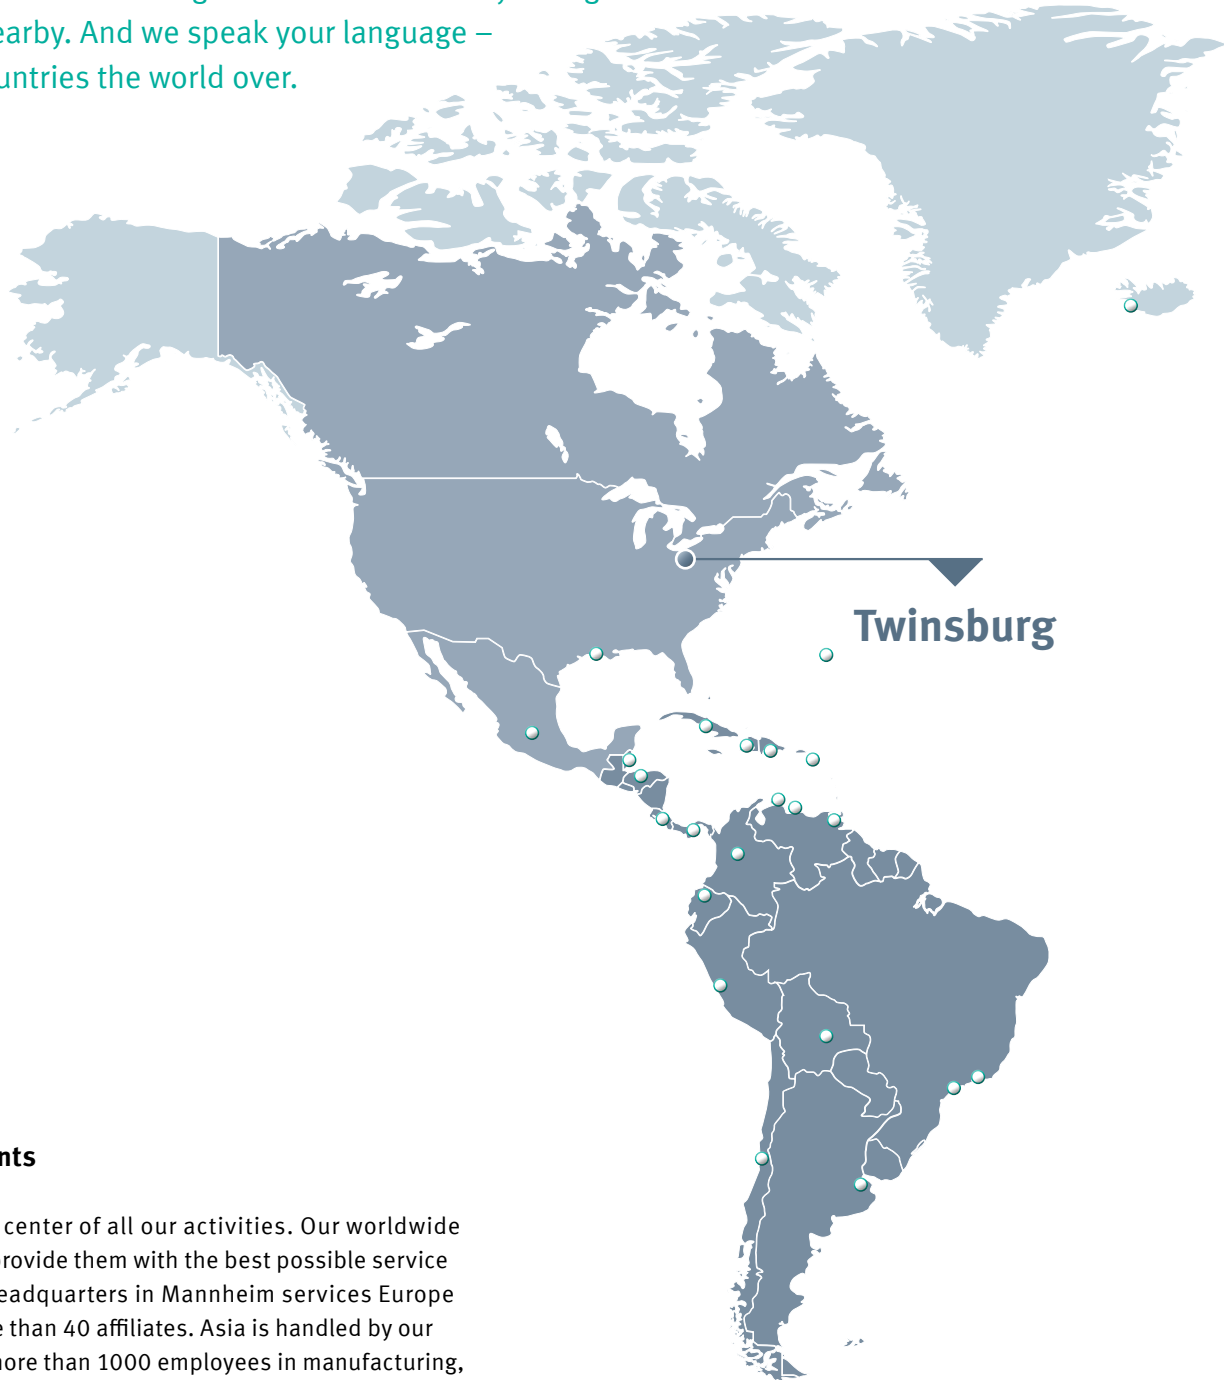 earby. And we speak your language –
untries the world over.
Twinsburg
nts
center of all our activities. Our worldwide
provide them with the best possible service
eadquarters in Mannheim services Europe
than 40 affiliates. Asia is handled by our
more than 1000 employees in manufacturing,